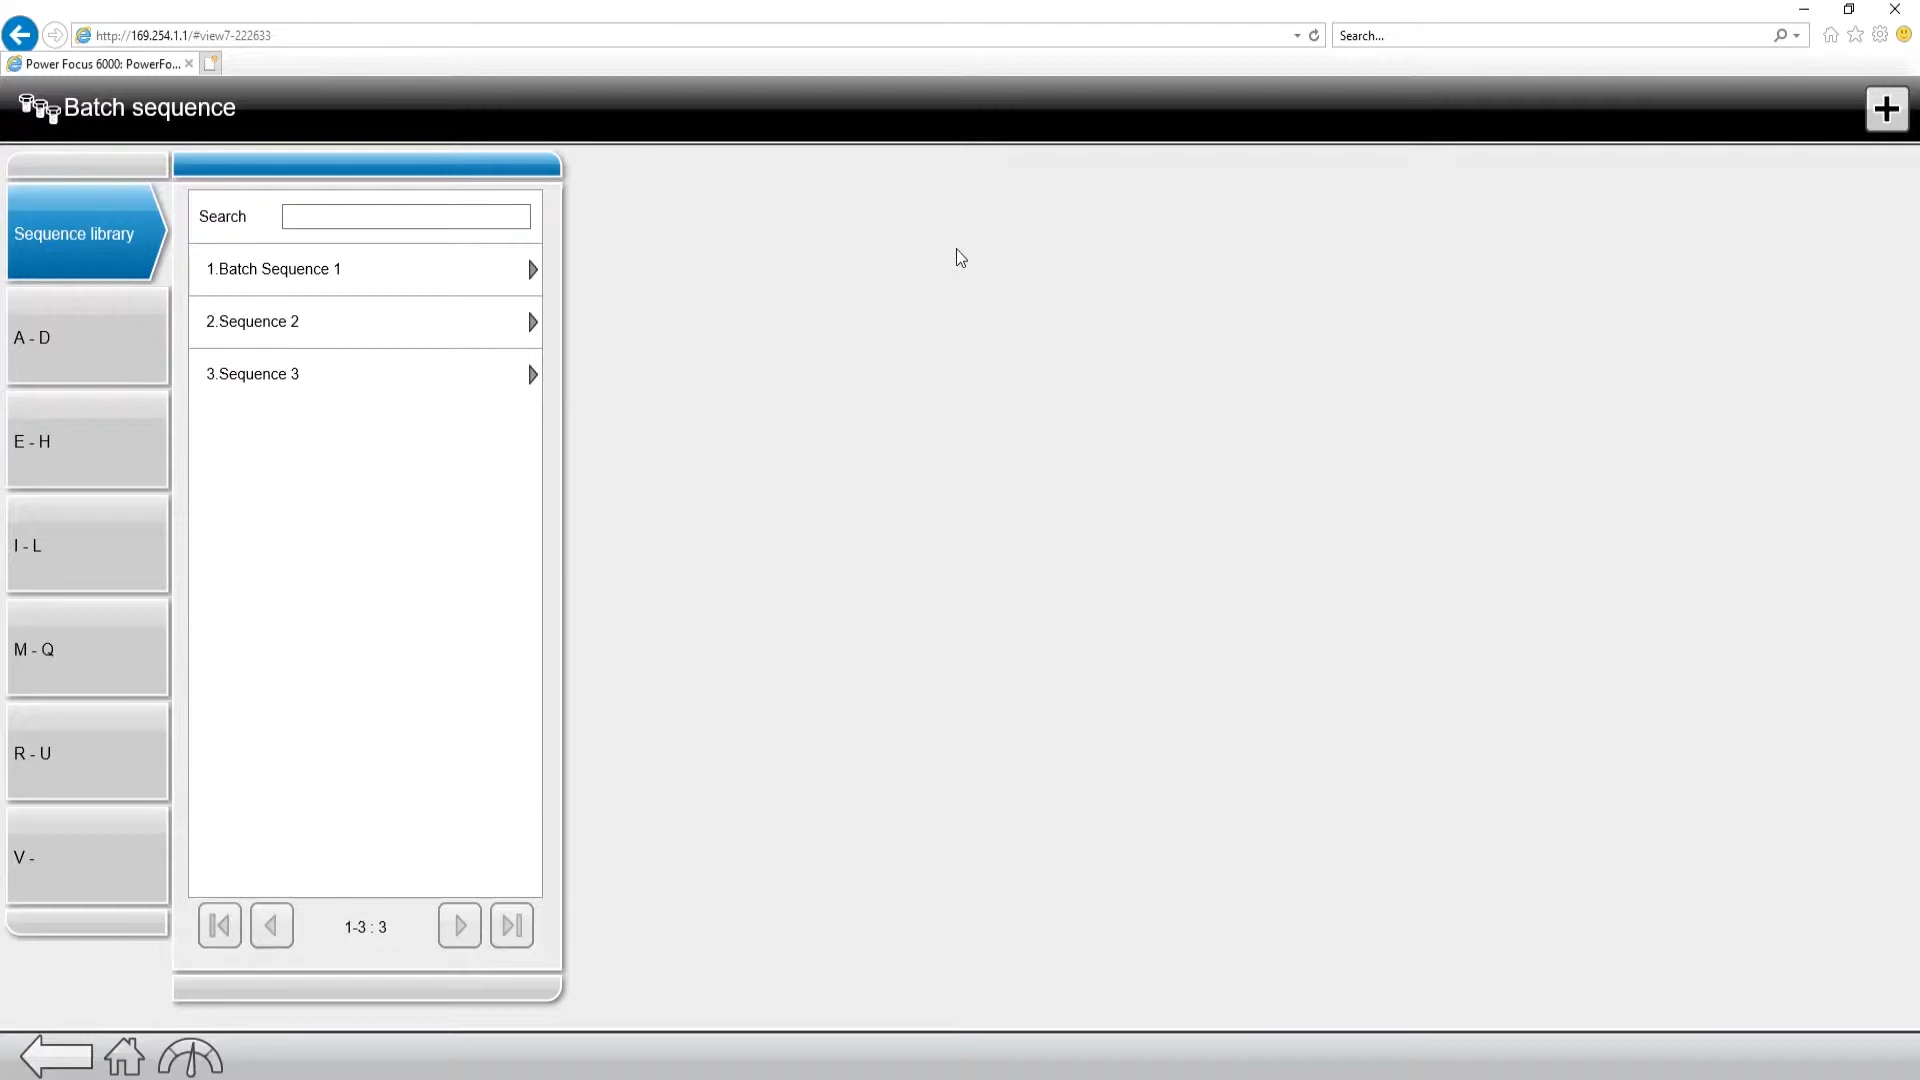 http://169.254.1.1/#view7-222633
Search...
Power Focus 6000: PowerFo...
Batch sequence
Sequence library
A - D
E - H
I - L
M - Q
R - U
V -
Search
1.Batch Sequence 1
2.Sequence 2
3.Sequence 3
1-3 : 3